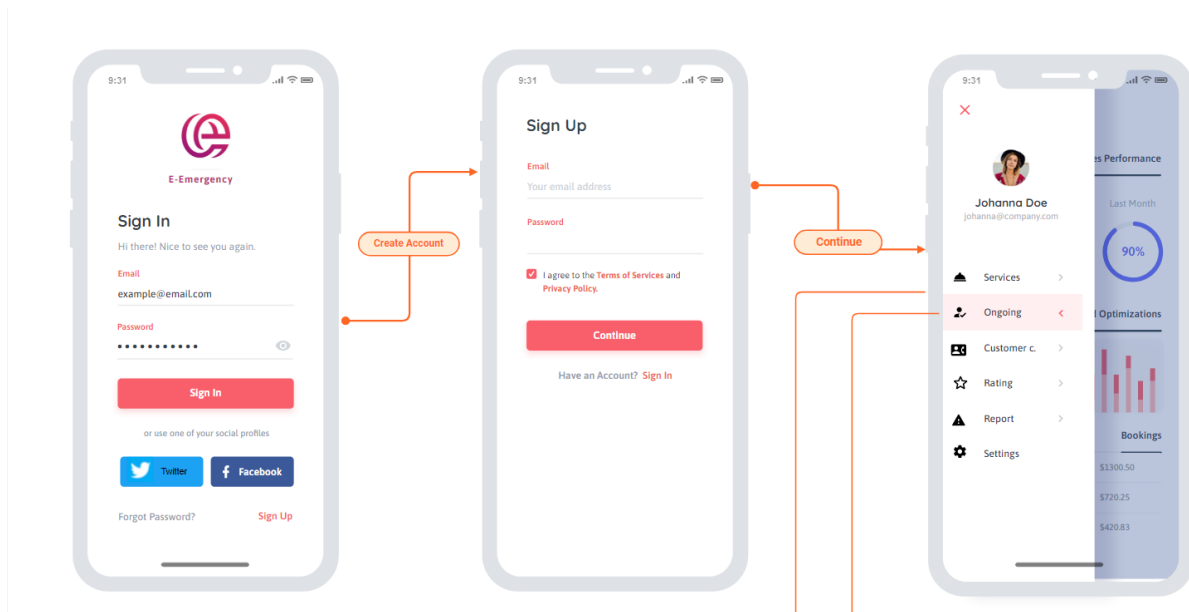 9:31
E-Emergency
Sign In
Hi there! Nice to see you again.
Email
example@email.com
Password
Sign In
or use one of your social profiles
Twitter
Facebook
Forgot Password?
Sign Up
Create Account
9:31
Sign Up
Email
Your email address
Password
I agree to the Terms of Services and
Privacy Policy.
Continue
Have an Account? Sign In
Continue
9:31
Johanna Doe
johanna@company.com
Services
Ongoing
Customer c.
Rating
Report
Settings
es Performance
Last Month
90%
l Optimizations
Bookings
$1300.50
$720.25
$420.83